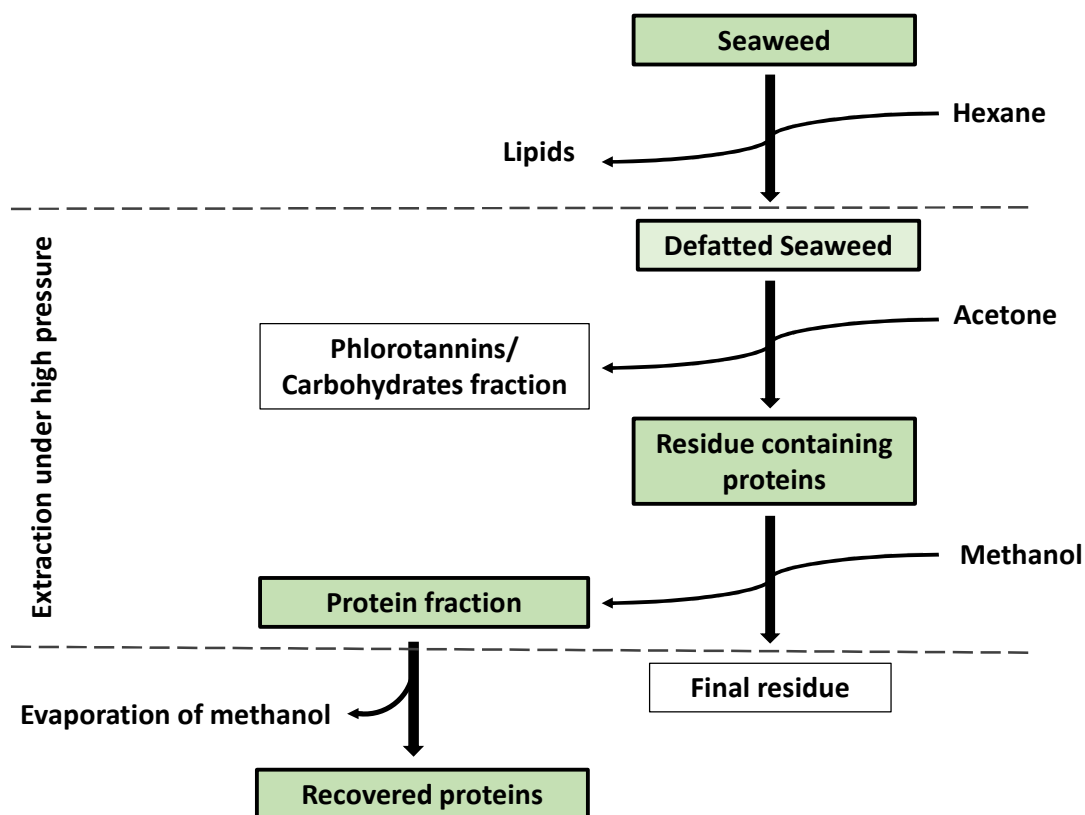 Seaweed
Hexane
Lipids
Extraction under high pressure
Defatted Seaweed
Acetone
Phlorotannins/
Carbohydrates fraction
Residue containing
proteins
Methanol
Protein fraction
Final residue
Evaporation of methanol
Recovered proteins